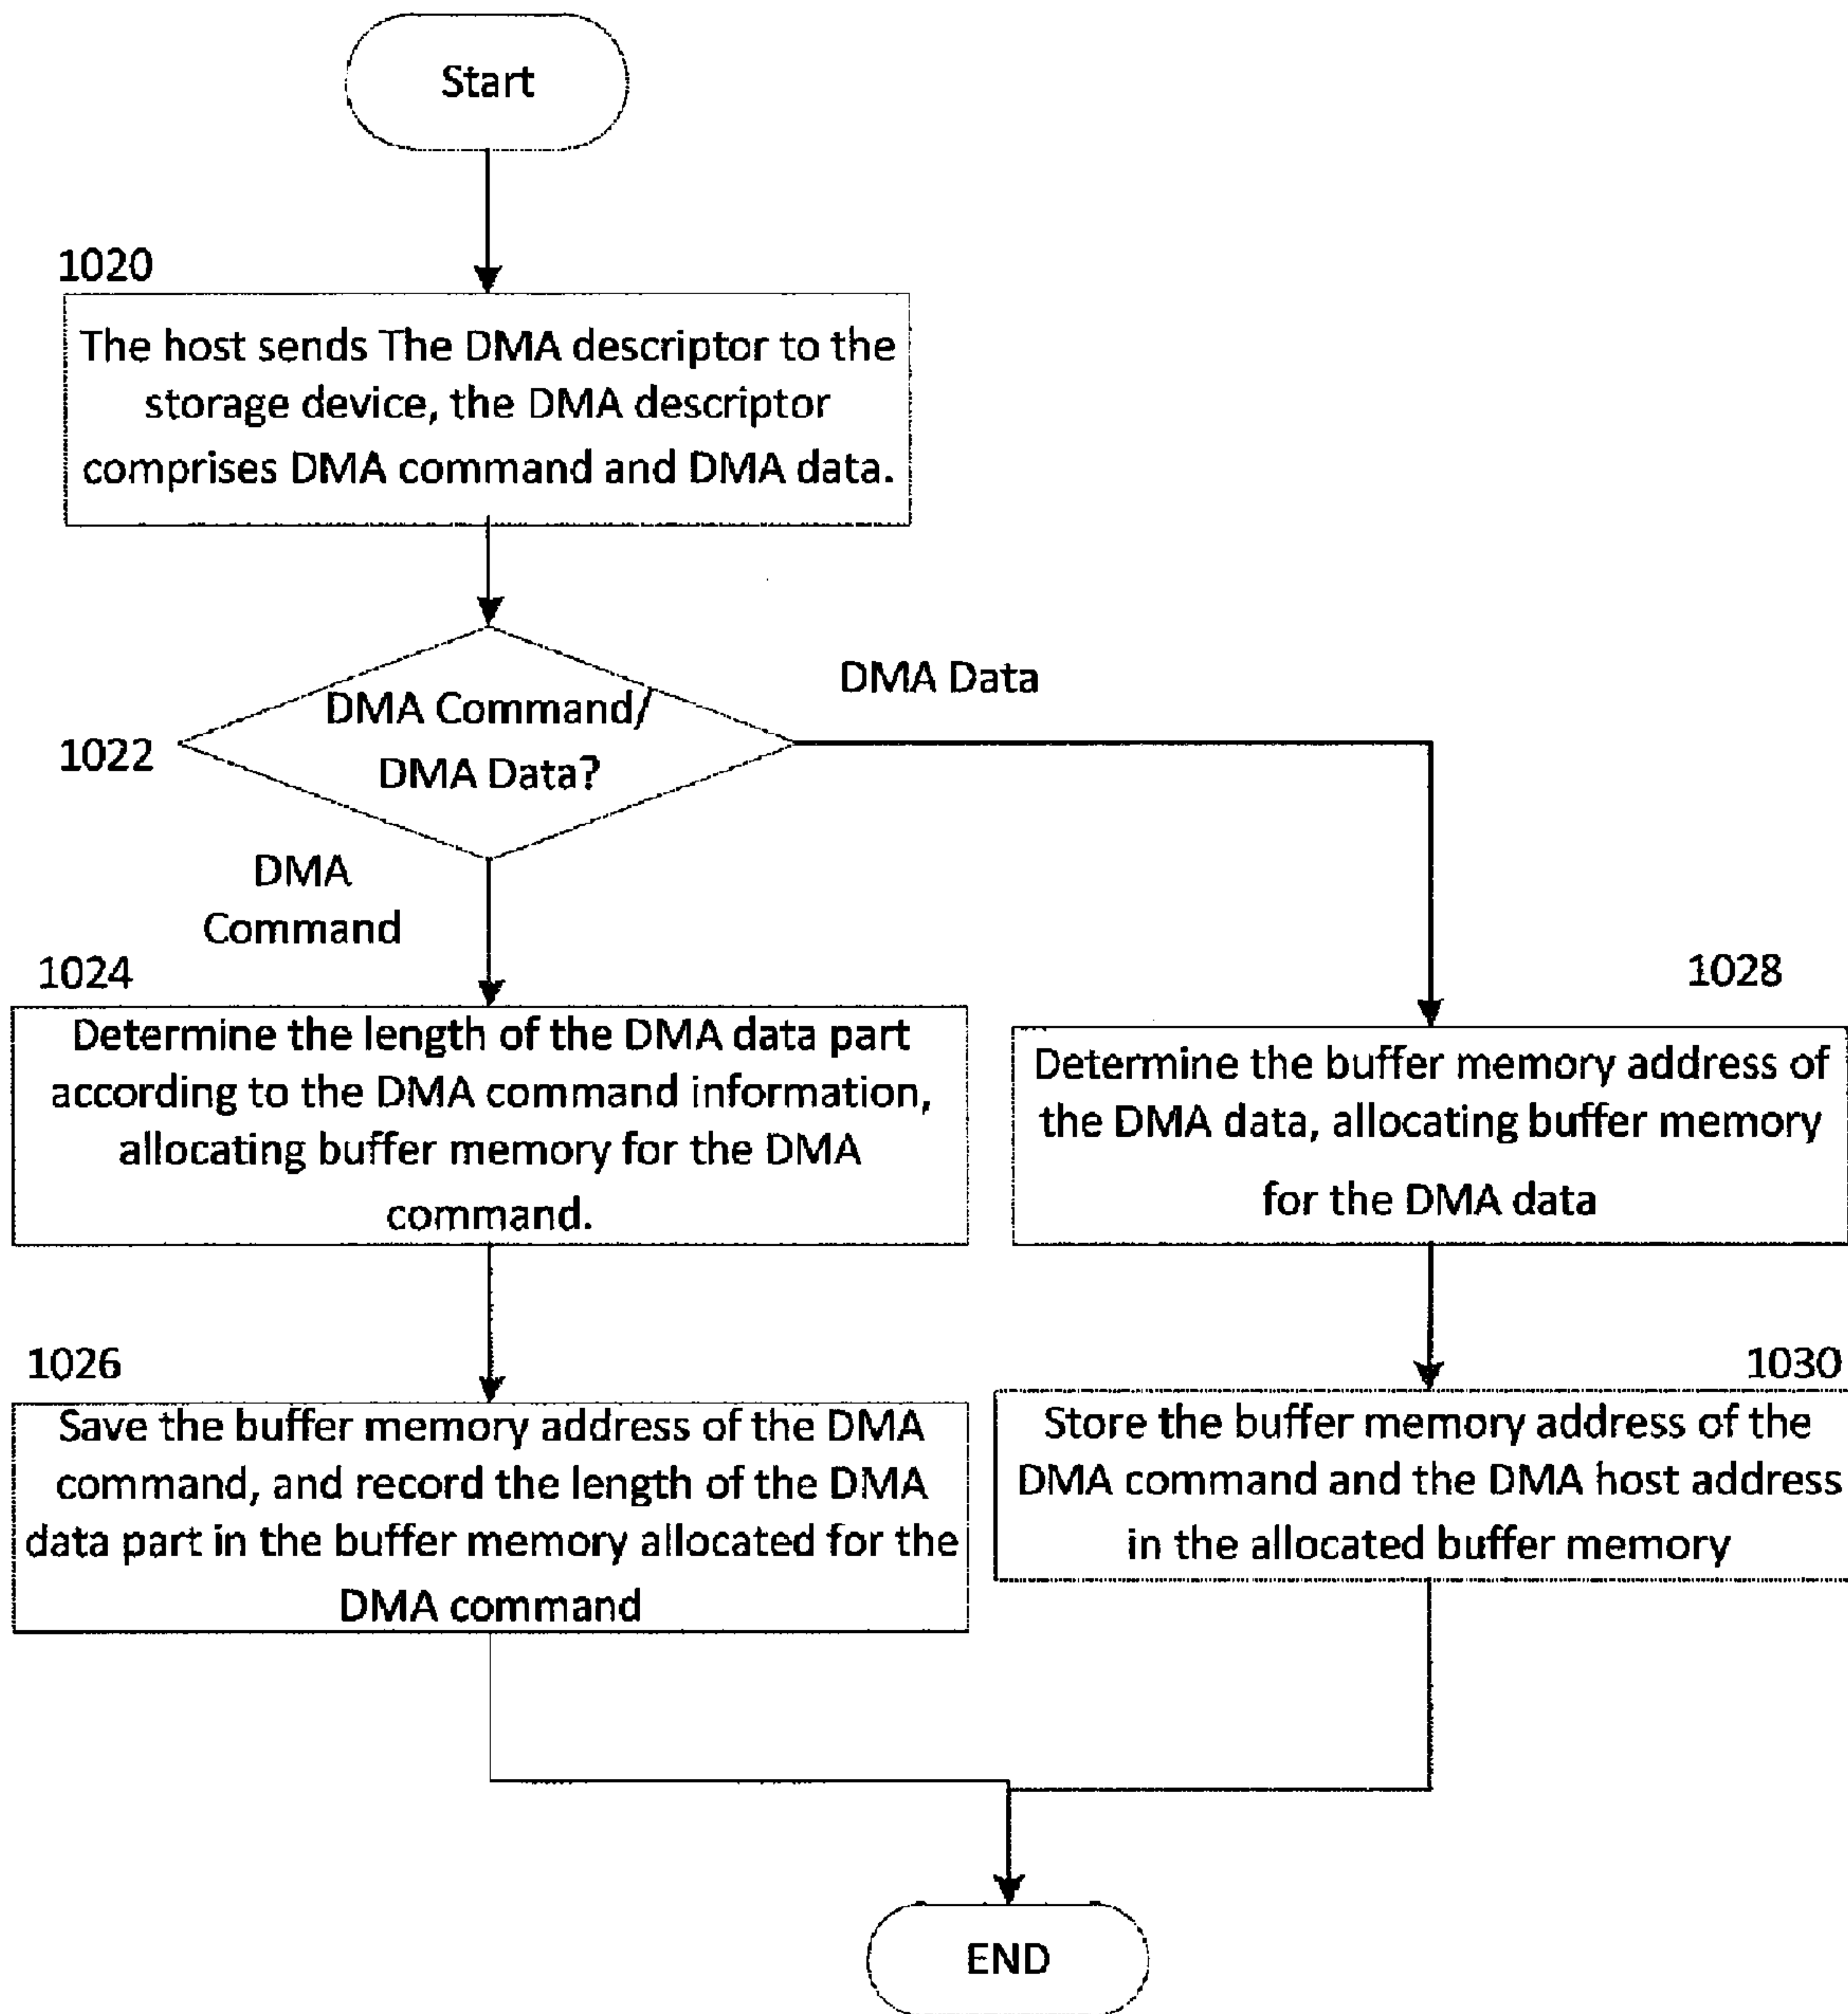 Start
1020
The host sends The DMA descriptor to the
storage device, the DMA descriptor
comprises DMA command and DMA data.
DMA Command/
DMA Data?
1022
DMA Data
DMA
Command
1024
Determine the length of the DMA data part
according to the DMA command information,
allocating buffer memory for the DMA
command.
1028
Determine the buffer memory address of
the DMA data, allocating buffer memory
for the DMA data
1026
Save the buffer memory address of the DMA
command, and record the length of the DMA
data part in the buffer memory allocated for the
DMA command
1030
Store the buffer memory address of the
DMA command and the DMA host address
in the allocated buffer memory
END